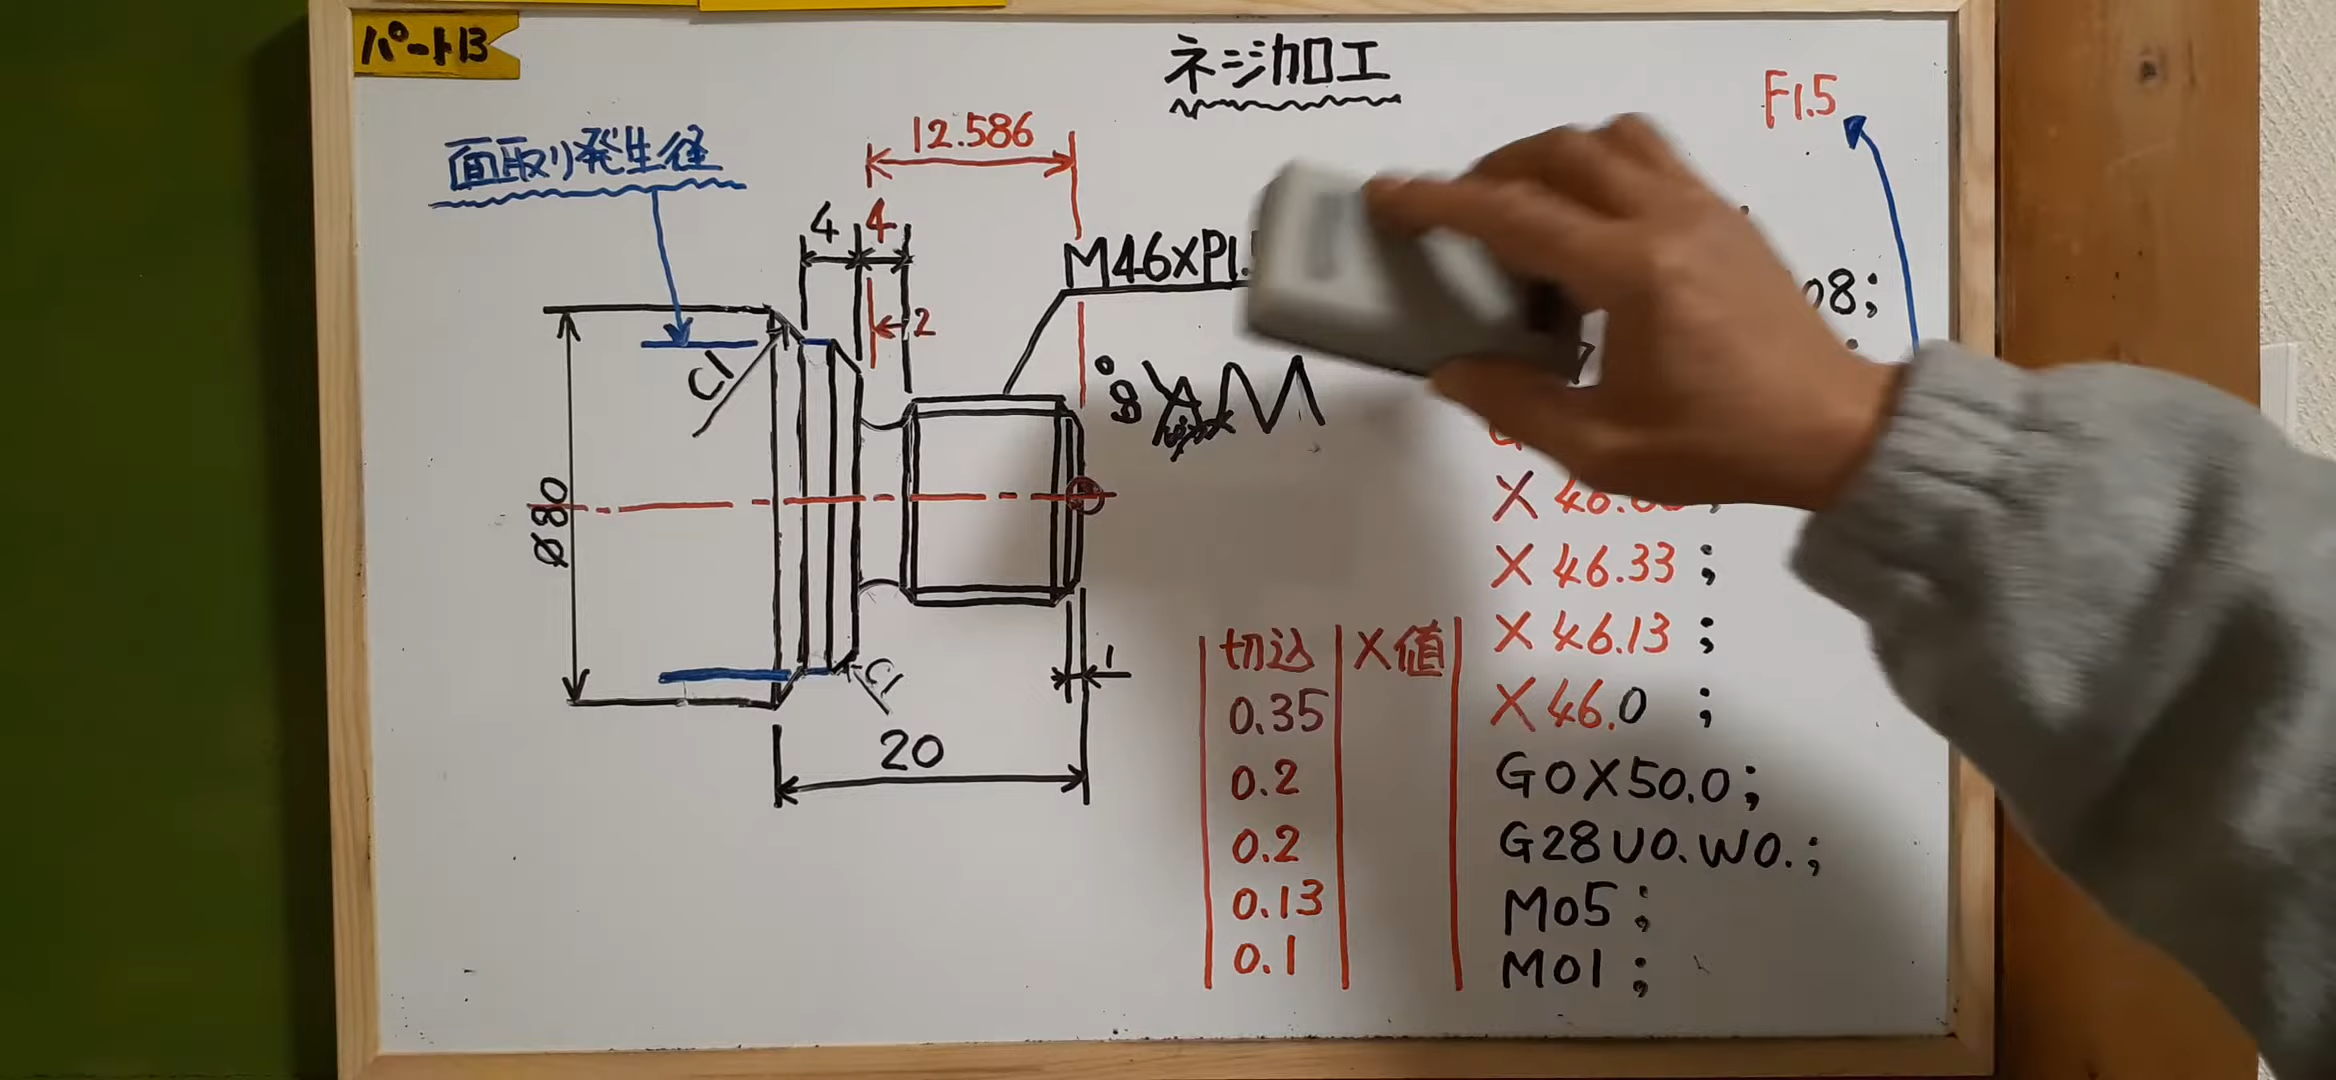 パート13
ネジ加工
F1.5
12.586
面取り発生径
4
4
M46×P1.
08;
2
C1
φ80
X 46.33 ;
X 46.13 ;
切込
X値
C1
1
0.35
X 46.0 ;
20
0.2
G0X50.0;
0.2
G28U0.W0.;
0.13
M05;
0.1
M01;